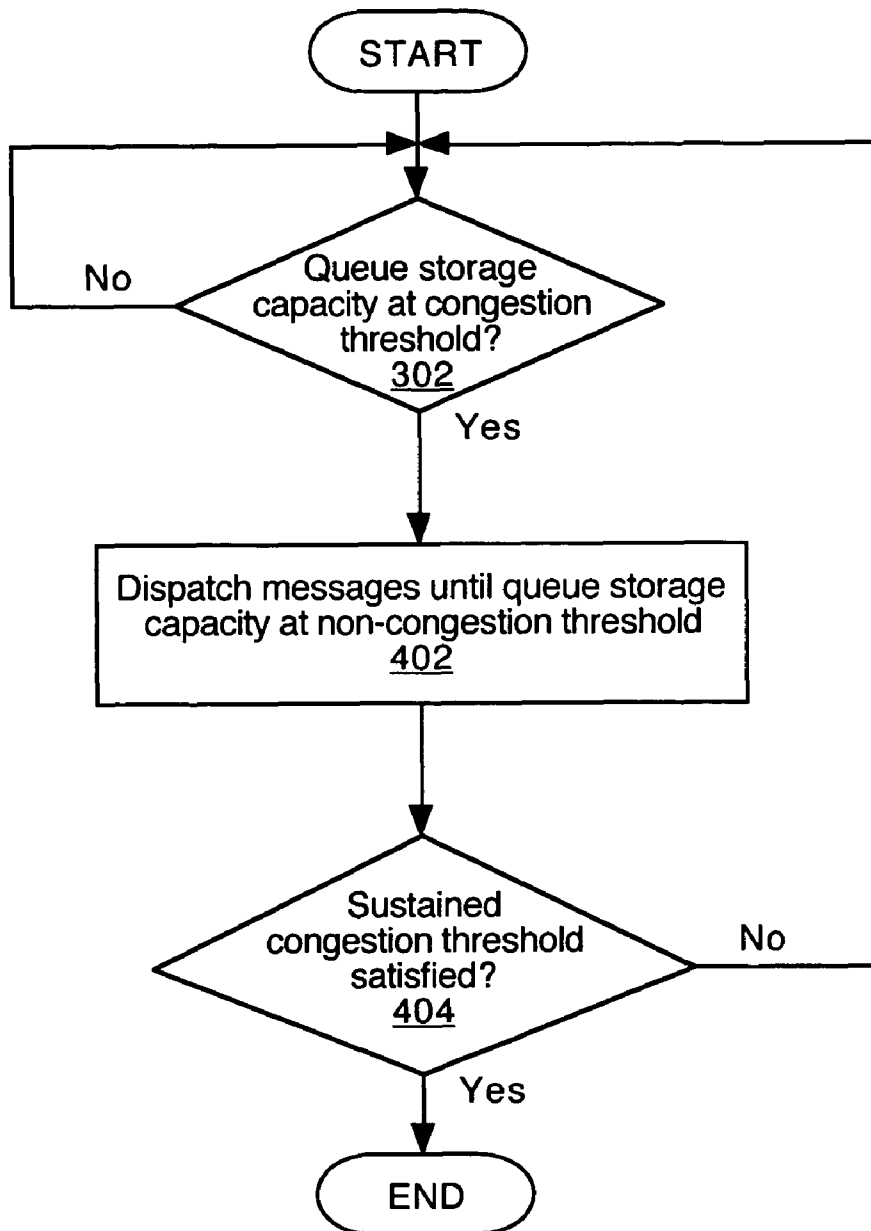 START
No
Queue storage
capacity at congestion
threshold?
302
Yes
Dispatch messages until queue storage
capacity at non-congestion threshold
402
Sustained
congestion threshold
satisfied?
404
No
Yes
END